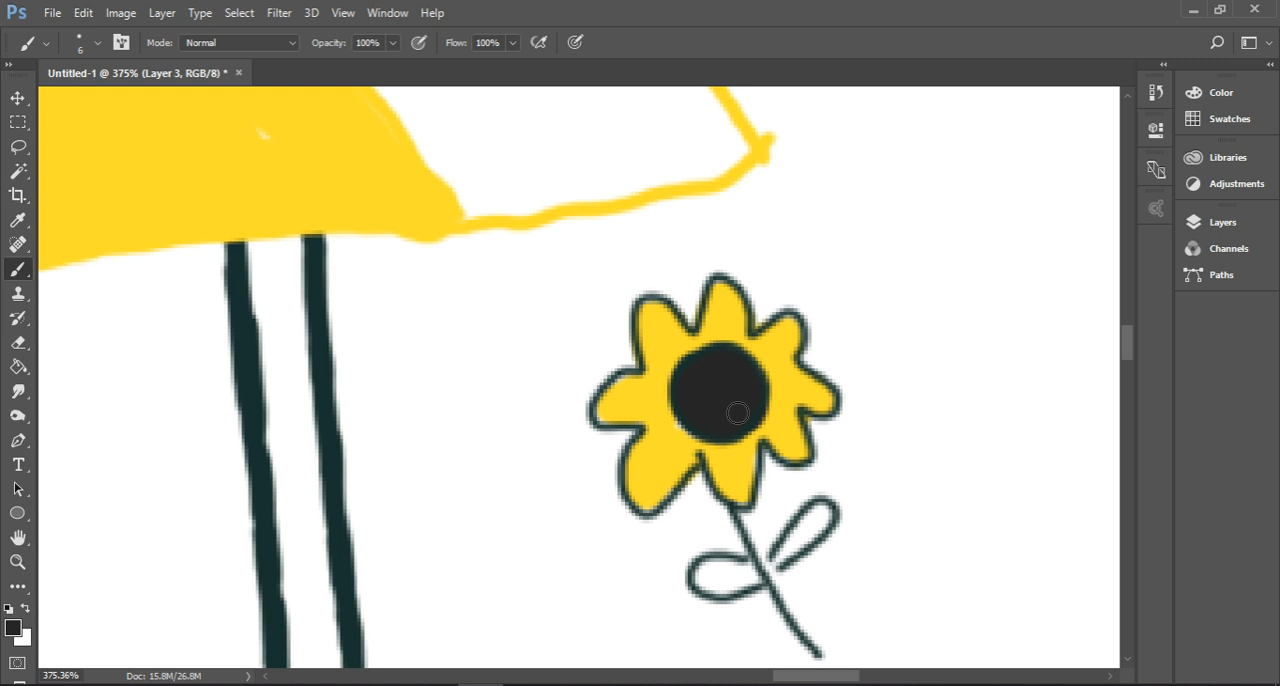 Ps File Edit Image Layer Type Select Filter 3D View Window Help
6 Mode: Normal Opacity: 100% Flow: 100%
Untitled-1 @ 375% (Layer 3, RGB/8) * ×
Color
Swatches
Libraries
Adjustments
Layers
Channels
Paths
375.36% Doc: 15.8M/26.8M